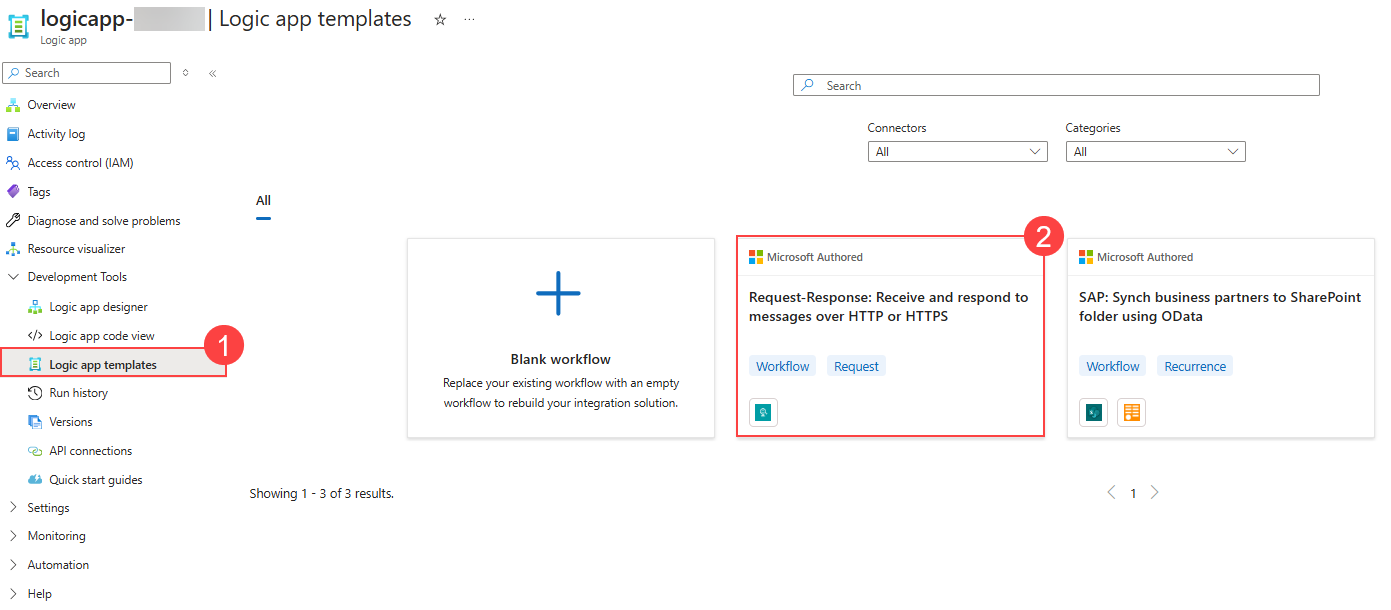 logicapp- | Logic app templates
Logic app
Search
Overview
Activity log
Access control (IAM)
Tags
Diagnose and solve problems
Resource visualizer
Development Tools
Logic app designer
Logic app code view
1
Logic app templates
Run history
Versions
API connections
Quick start guides
Settings
Monitoring
Automation
Help
Search
Connectors
All
Categories
All
All
Blank workflow
Replace your existing workflow with an empty
workflow to rebuild your integration solution.
2
Microsoft Authored
Request-Response: Receive and respond to
messages over HTTP or HTTPS
Workflow Request
Microsoft Authored
SAP: Synch business partners to SharePoint
folder using OData
Workflow Recurrence
Showing 1 - 3 of 3 results.
1